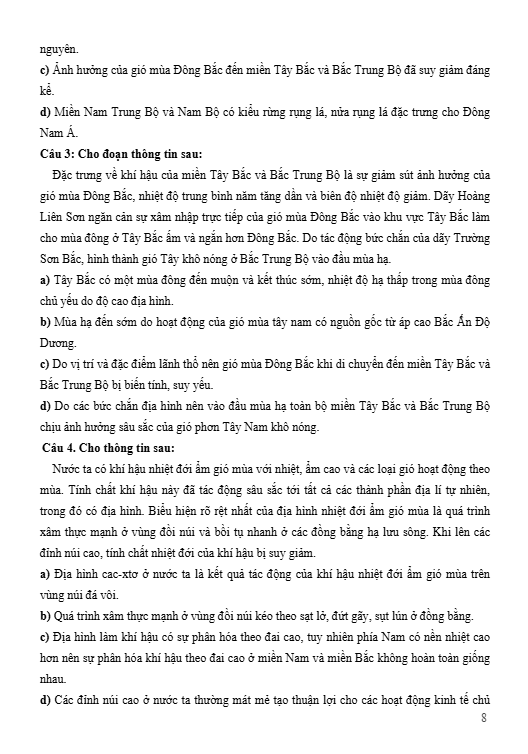 nguyên.
c) Ảnh hưởng của gió mùa Đông Bắc đến miền Tây Bắc và Bắc Trung Bộ đã suy giảm đáng
kể.
d) Miền Nam Trung Bộ và Nam Bộ có kiểu rừng rụng lá, nửa rụng lá đặc trưng cho Đông
Nam Á.
Câu 3: Cho đoạn thông tin sau:
Đặc trưng về khí hậu của miền Tây Bắc và Bắc Trung Bộ là sự giảm sút ảnh hưởng của
gió mùa Đông Bắc, nhiệt độ trung bình năm tăng dần và biên độ nhiệt độ giảm. Dãy Hoàng
Liên Sơn ngăn cản sự xâm nhập trực tiếp của gió mùa Đông Bắc vào khu vực Tây Bắc làm
cho mùa đông ở Tây Bắc ấm và ngắn hơn Đông Bắc. Do tác động bức chắn của dãy Trường
Sơn Bắc, hình thành gió Tây khô nóng ở Bắc Trung Bộ vào đầu mùa hạ.
a) Tây Bắc có một mùa đông đến muộn và kết thúc sớm, nhiệt độ hạ thấp trong mùa đông
chủ yếu do độ cao địa hình.
b) Mùa hạ đến sớm do hoạt động của gió mùa tây nam có nguồn gốc từ áp cao Bắc Ấn Độ
Dương.
c) Do vị trí và đặc điểm lãnh thổ nên gió mùa Đông Bắc khi di chuyển đến miền Tây Bắc và
Bắc Trung Bộ bị biến tính, suy yếu.
d) Do các bức chắn địa hình nên vào đầu mùa hạ toàn bộ miền Tây Bắc và Bắc Trung Bộ
chịu ảnh hưởng sâu sắc của gió phơn Tây Nam khô nóng.
Câu 4. Cho thông tin sau:
Nước ta có khí hậu nhiệt đới ẩm gió mùa với nhiệt, ẩm cao và các loại gió hoạt động theo
mùa. Tính chất khí hậu này đã tác động sâu sắc tới tất cả các thành phần địa lí tự nhiên,
trong đó có địa hình. Biểu hiện rõ rệt nhất của địa hình nhiệt đới ẩm gió mùa là quá trình
xâm thực mạnh ở vùng đồi núi và bồi tụ nhanh ở các đồng bằng hạ lưu sông. Khi lên các
đỉnh núi cao, tính chất nhiệt đới của khí hậu bị suy giảm.
a) Địa hình cac-xtơ ở nước ta là kết quả tác động của khí hậu nhiệt đới ẩm gió mùa trên
vùng núi đá vôi.
b) Quá trình xâm thực mạnh ở vùng đồi núi kéo theo sạt lở, đứt gãy, sụt lún ở đồng bằng.
c) Địa hình làm khí hậu có sự phân hóa theo đai cao, tuy nhiên phía Nam có nền nhiệt cao
hơn nên sự phân hóa khí hậu theo đai cao ở miền Nam và miền Bắc không hoàn toàn giống
nhau.
d) Các đỉnh núi cao ở nước ta thường mát mẻ tạo thuận lợi cho các hoạt động kinh tế chủ
8